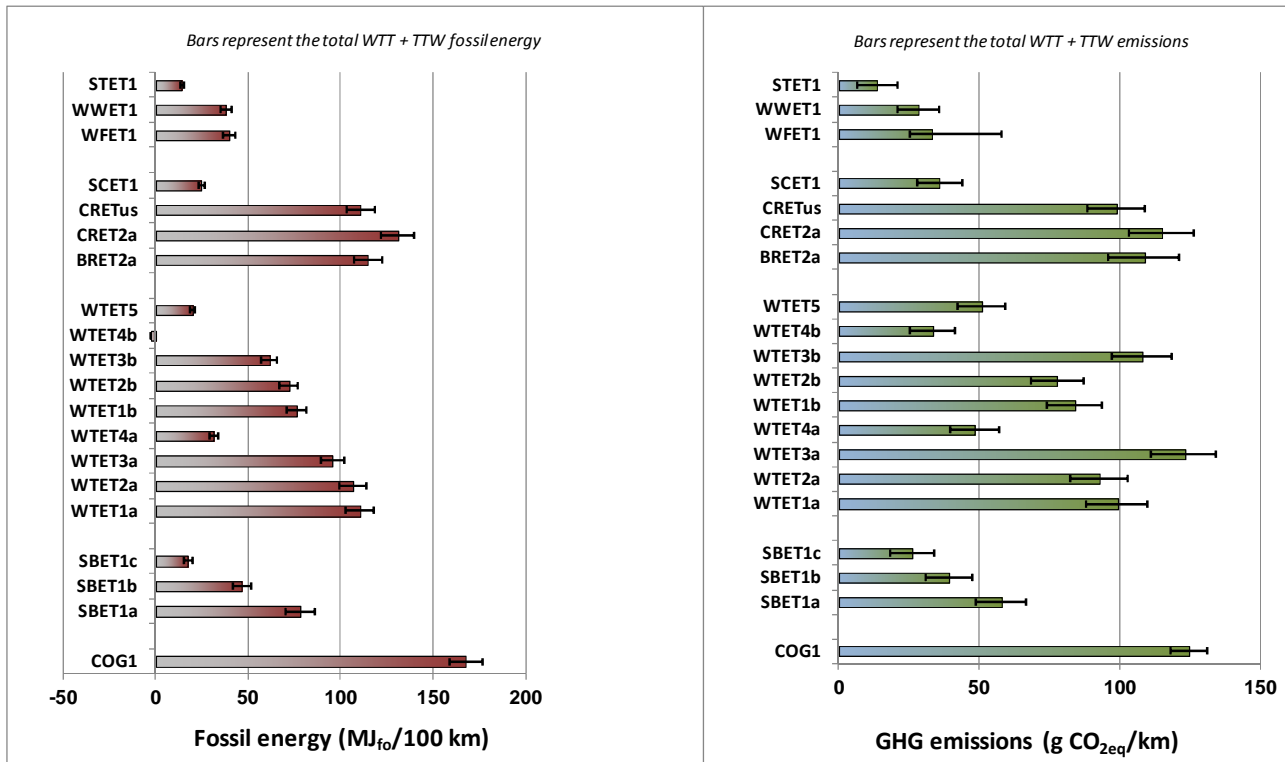 Bars represent the total WTT + TTW fossil energy
STET1
WWET1
WFET1
SCET1
CRETus
CRET2a
BRET2a
WTET5
WTET4b
WTET3b
WTET2b
WTET1b
WTET4a
WTET3a
WTET2a
WTET1a
SBET1c
SBET1b
SBET1a
COG1
-50 0 50 100 150 200
Fossil energy (MJfo/100 km)
Bars represent the total WTT + TTW emissions
STET1
WWET1
WFET1
SCET1
CRETus
CRET2a
BRET2a
WTET5
WTET4b
WTET3b
WTET2b
WTET1b
WTET4a
WTET3a
WTET2a
WTET1a
SBET1c
SBET1b
SBET1a
COG1
0 50 100 150
GHG emissions (g CO2eq/km)